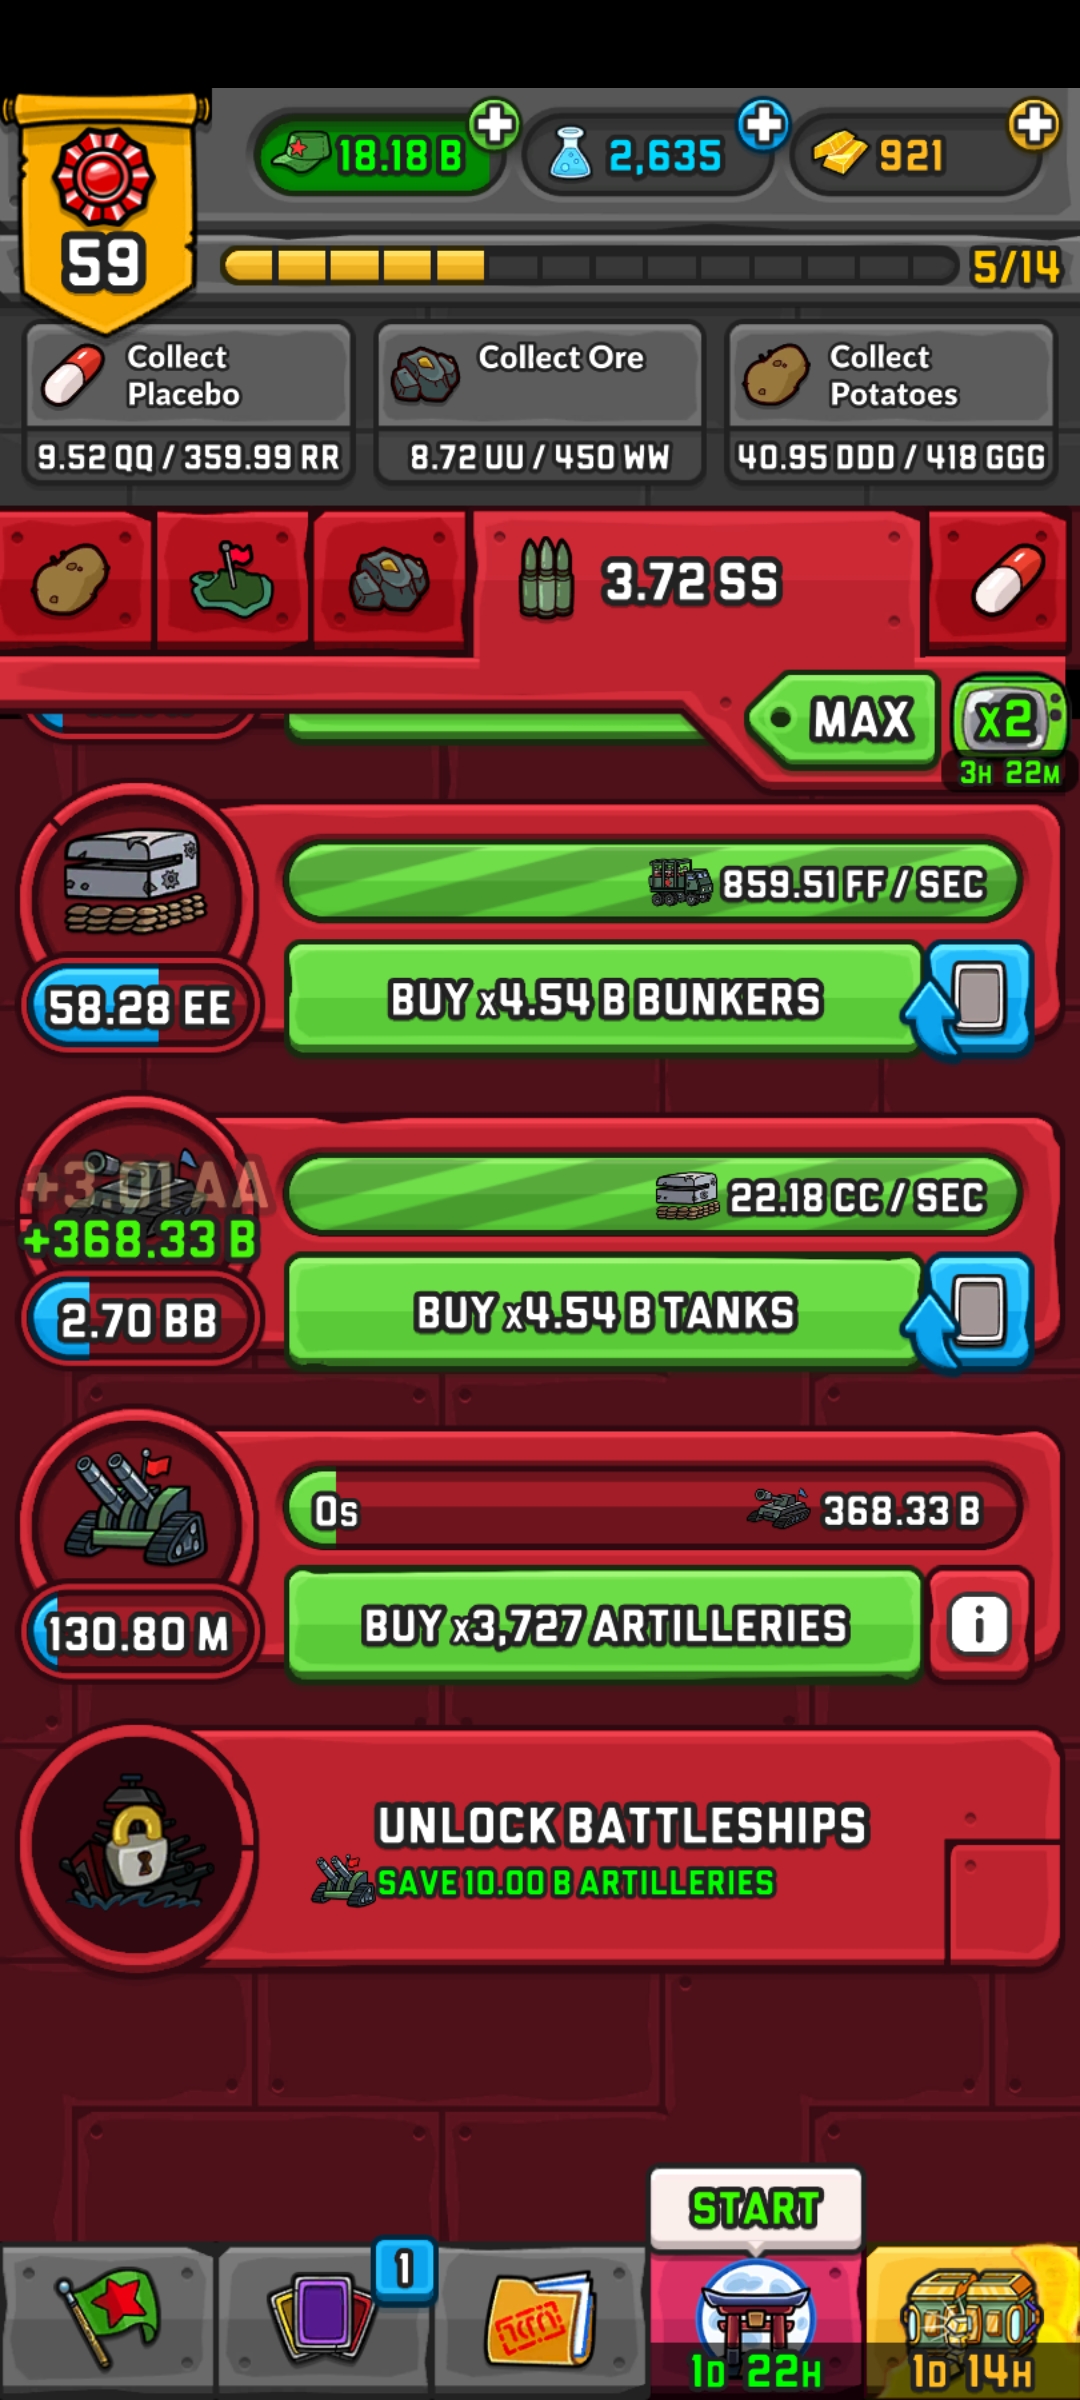 18.18 B
2,635
921
59
5/14
Collect
Placebo
9.52 QQ / 359.99 RR
Collect Ore
8.72 UU / 450 WW
Collect
Potatoes
40.95 DDD / 418 GGG
3.72 SS
MAX
x2
3H 22M
859.51 FF / SEC
58.28 EE
BUY x4.54 B BUNKERS
+3.01 AA
+368.33 B
22.18 CC / SEC
2.70 BB
BUY x4.54 B TANKS
0s
368.33 B
130.80 M
BUY x3,727 ARTILLERIES
i
UNLOCK BATTLESHIPS
SAVE 10.00 B ARTILLERIES
START
1
1D 22H
1D 14H